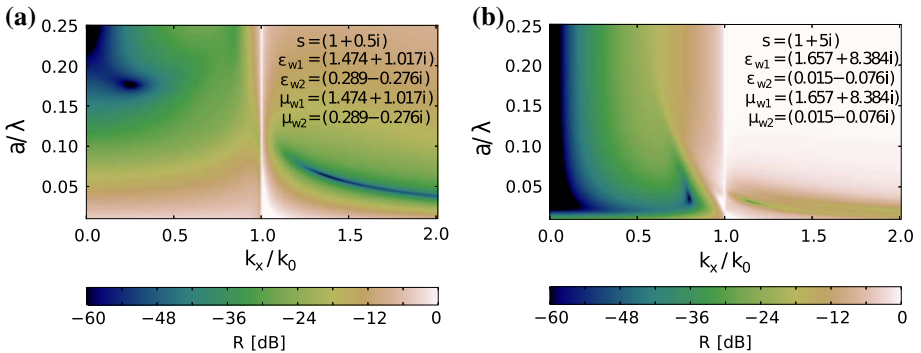 (a)
0.25
0.20
0.15
0.10
0.05
a/λ
s=(1+0.5i)
ε_w1=(1.474+1.017i)
ε_w2=(0.289−0.276i)
μ_w1=(1.474+1.017i)
μ_w2=(0.289−0.276i)
0.0 0.5 1.0 1.5 2.0
k_x/k_0
−60 −48 −36 −24 −12 0
R [dB]
(b)
0.25
0.20
0.15
0.10
0.05
a/λ
s=(1+5i)
ε_w1=(1.657+8.384i)
ε_w2=(0.015−0.076i)
μ_w1=(1.657+8.384i)
μ_w2=(0.015−0.076i)
0.0 0.5 1.0 1.5 2.0
k_x/k_0
−60 −48 −36 −24 −12 0
R [dB]